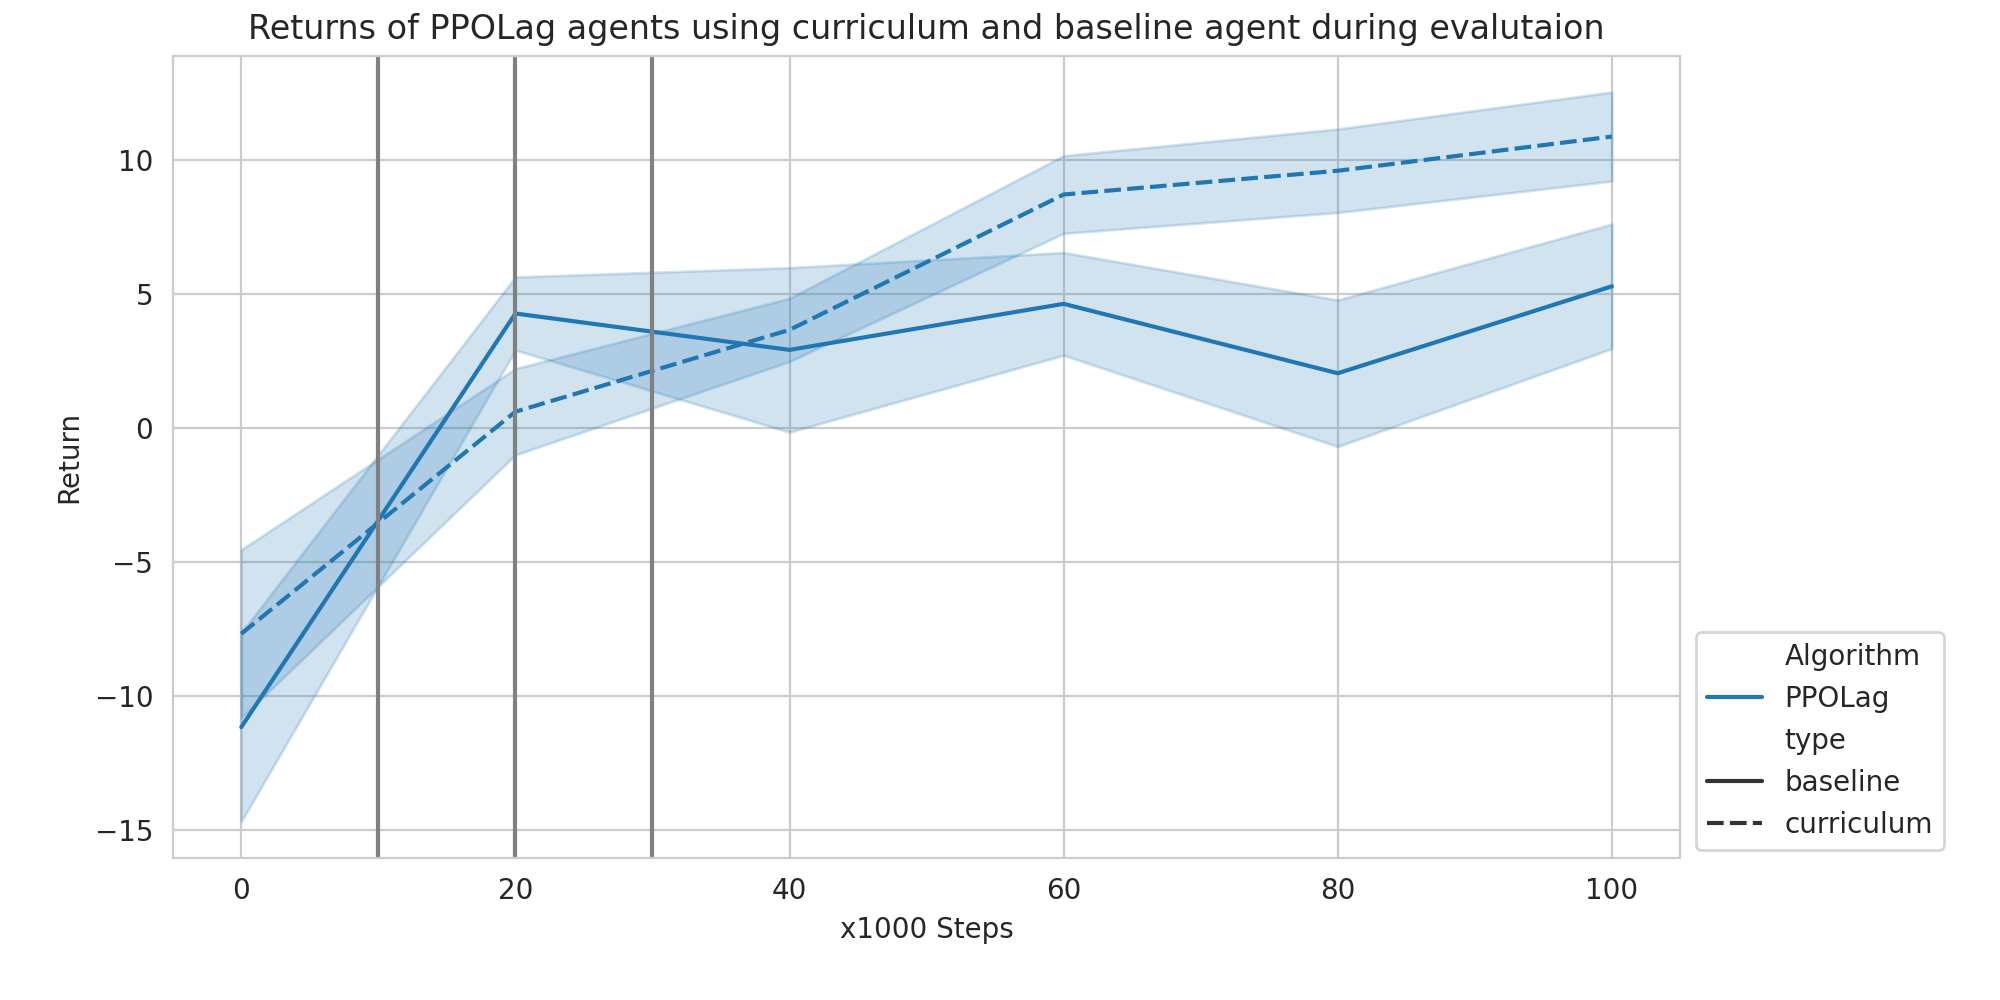 Returns of PPOLag agents using curriculum and baseline agent during evalutaion
10
5
0
−5
−10
−15
Return
0 20 40 60 80 100
x1000 Steps
Algorithm
PPOLag
type
baseline
curriculum